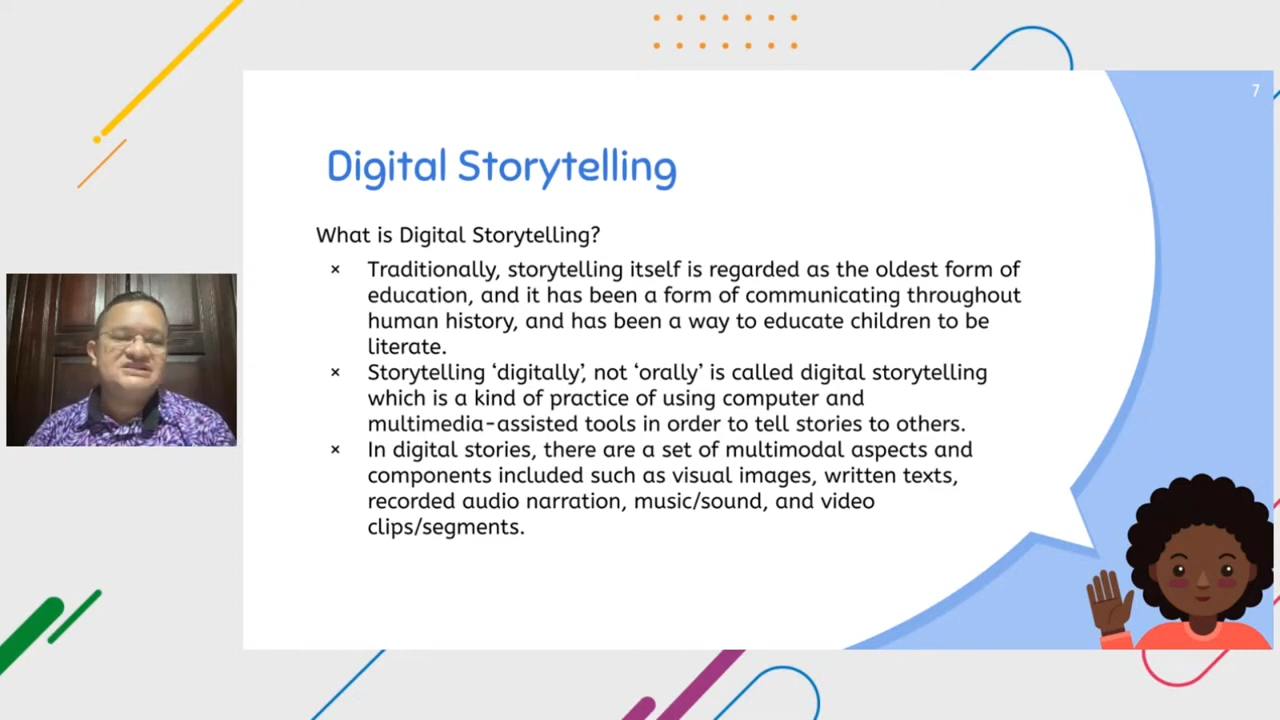 7
Digital Storytelling
What is Digital Storytelling?
× Traditionally, storytelling itself is regarded as the oldest form of
education, and it has been a form of communicating throughout
human history, and has been a way to educate children to be
literate.
× Storytelling ‘digitally’, not ‘orally’ is called digital storytelling
which is a kind of practice of using computer and
multimedia-assisted tools in order to tell stories to others.
× In digital stories, there are a set of multimodal aspects and
components included such as visual images, written texts,
recorded audio narration, music/sound, and video
clips/segments.